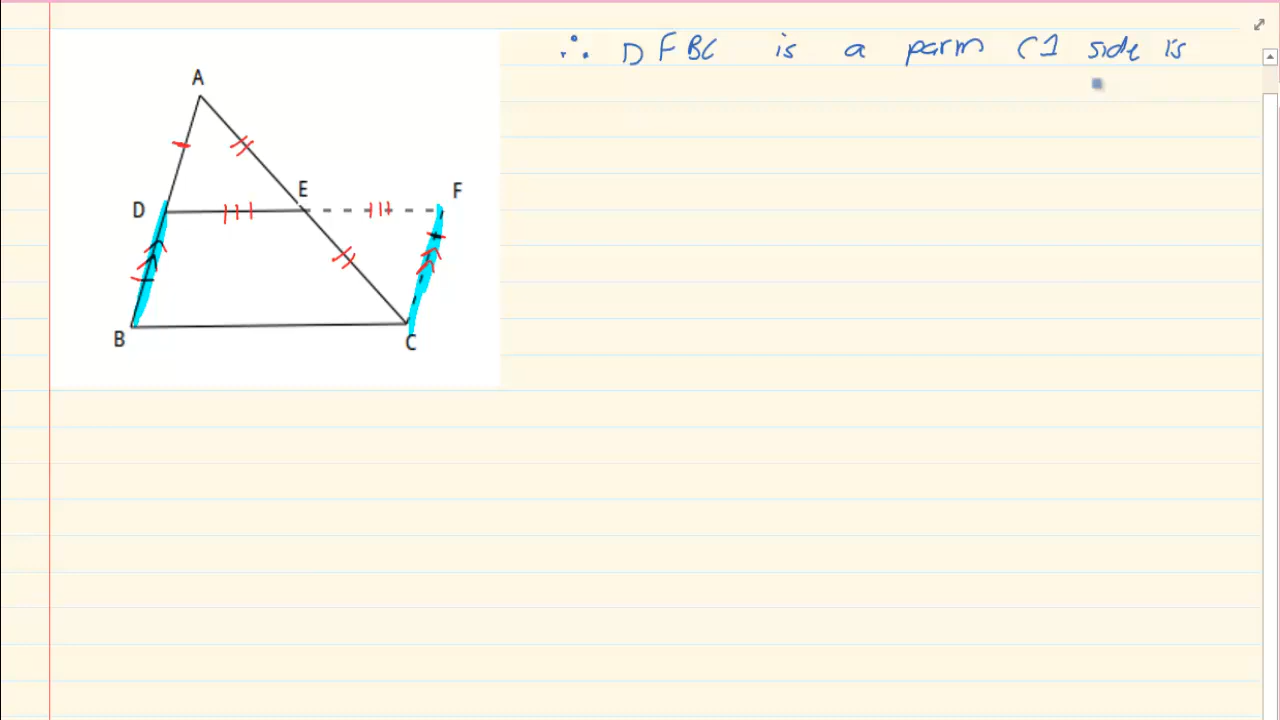 ∴ DFBC is a parm (1 side is
A
E
F
D
B
C